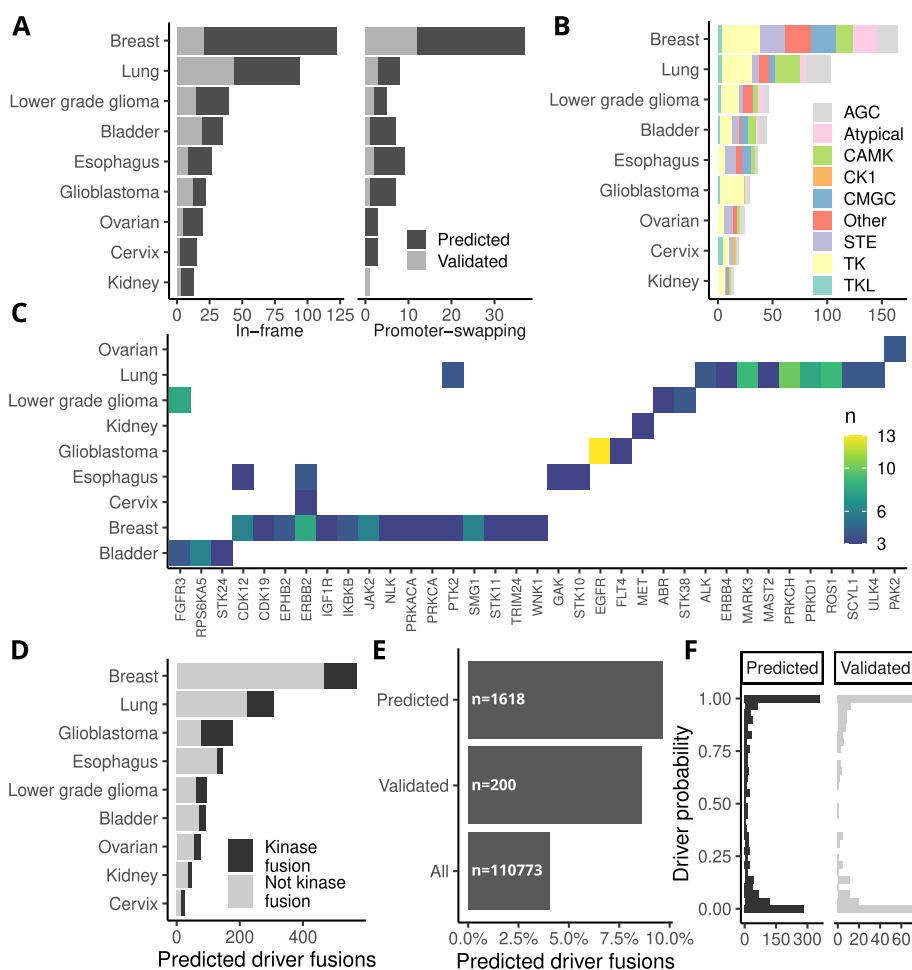 A
Breast
Lung
Lower grade glioma
Bladder
Esophagus
Glioblastoma
Ovarian
Cervix
Kidney
0 25 50 75 100 125
In−frame
0 10 20 30
Promoter−swapping
Predicted
Validated
B
Breast
Lung
Lower grade glioma
Bladder
Esophagus
Glioblastoma
Ovarian
Cervix
Kidney
0 50 100 150
AGC
Atypical
CAMK
CK1
CMGC
Other
STE
TK
TKL
C
Ovarian
Lung
Lower grade glioma
Kidney
Glioblastoma
Esophagus
Cervix
Breast
Bladder
n
13
10
6
3
FGFR3
RPS6KA5
STK24
CDK12
CDK19
EPHB2
ERBB2
IGF1R
IKBKB
JAK2
NLK
PRKACA
PRKCA
PTK2
SMG1
STK11
TRIM24
WNK1
GAK
STK10
EGFR
FLT4
MET
ABR
STK38
ALK
ERBB4
MARK3
MAST2
PRKCH
PRKD1
ROS1
SCYL1
ULK4
PAK2
D
Breast
Lung
Glioblastoma
Esophagus
Lower grade glioma
Bladder
Ovarian
Kidney
Cervix
Kinase
fusion
Not kinase
fusion
0 200 400
Predicted driver fusions
E
Predicted
Validated
All
n=1618
n=200
n=110773
0.0% 2.5% 5.0% 7.5% 10.0%
Predicted driver fusions
F
Predicted
Validated
Driver probability
1.00
0.75
0.50
0.25
0.00
0 150 300
0 20 40 60